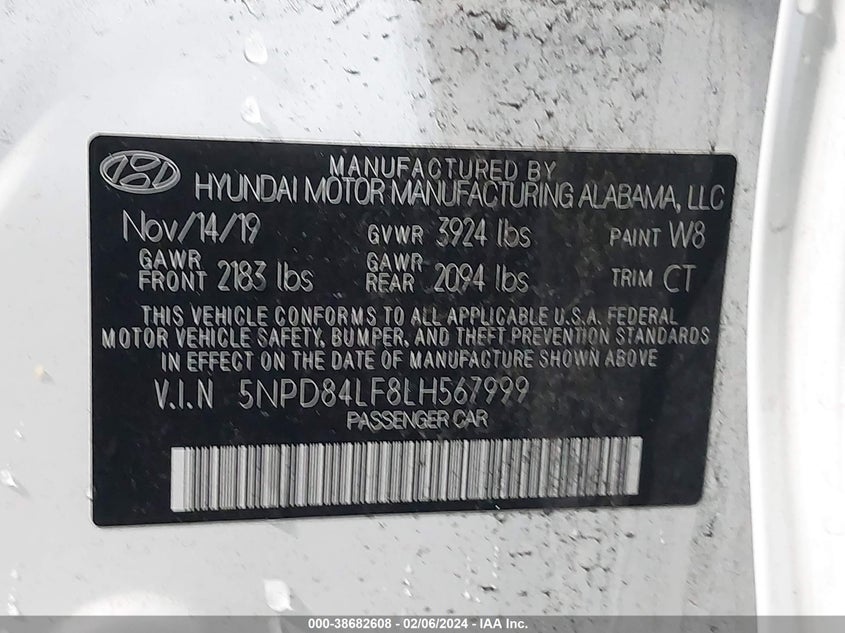 MANUFACTURED BY
HYUNDAI MOTOR MANUFACTURING ALABAMA, LLC
Nov/14/19 GVWR 3924 lbs PAINT W8
GAWR FRONT 2183 lbs GAWR REAR 2094 lbs TRIM CT
THIS VEHICLE CONFORMS TO ALL APPLICABLE U.S.A. FEDERAL
MOTOR VEHICLE SAFETY, BUMPER, AND THEFT PREVENTION STANDARDS
IN EFFECT ON THE DATE OF MANUFACTURE SHOWN ABOVE
V.I.N 5NPD84LF8LH567999
PASSENGER CAR
000-38682608 - 02/06/2024 - IAA Inc.